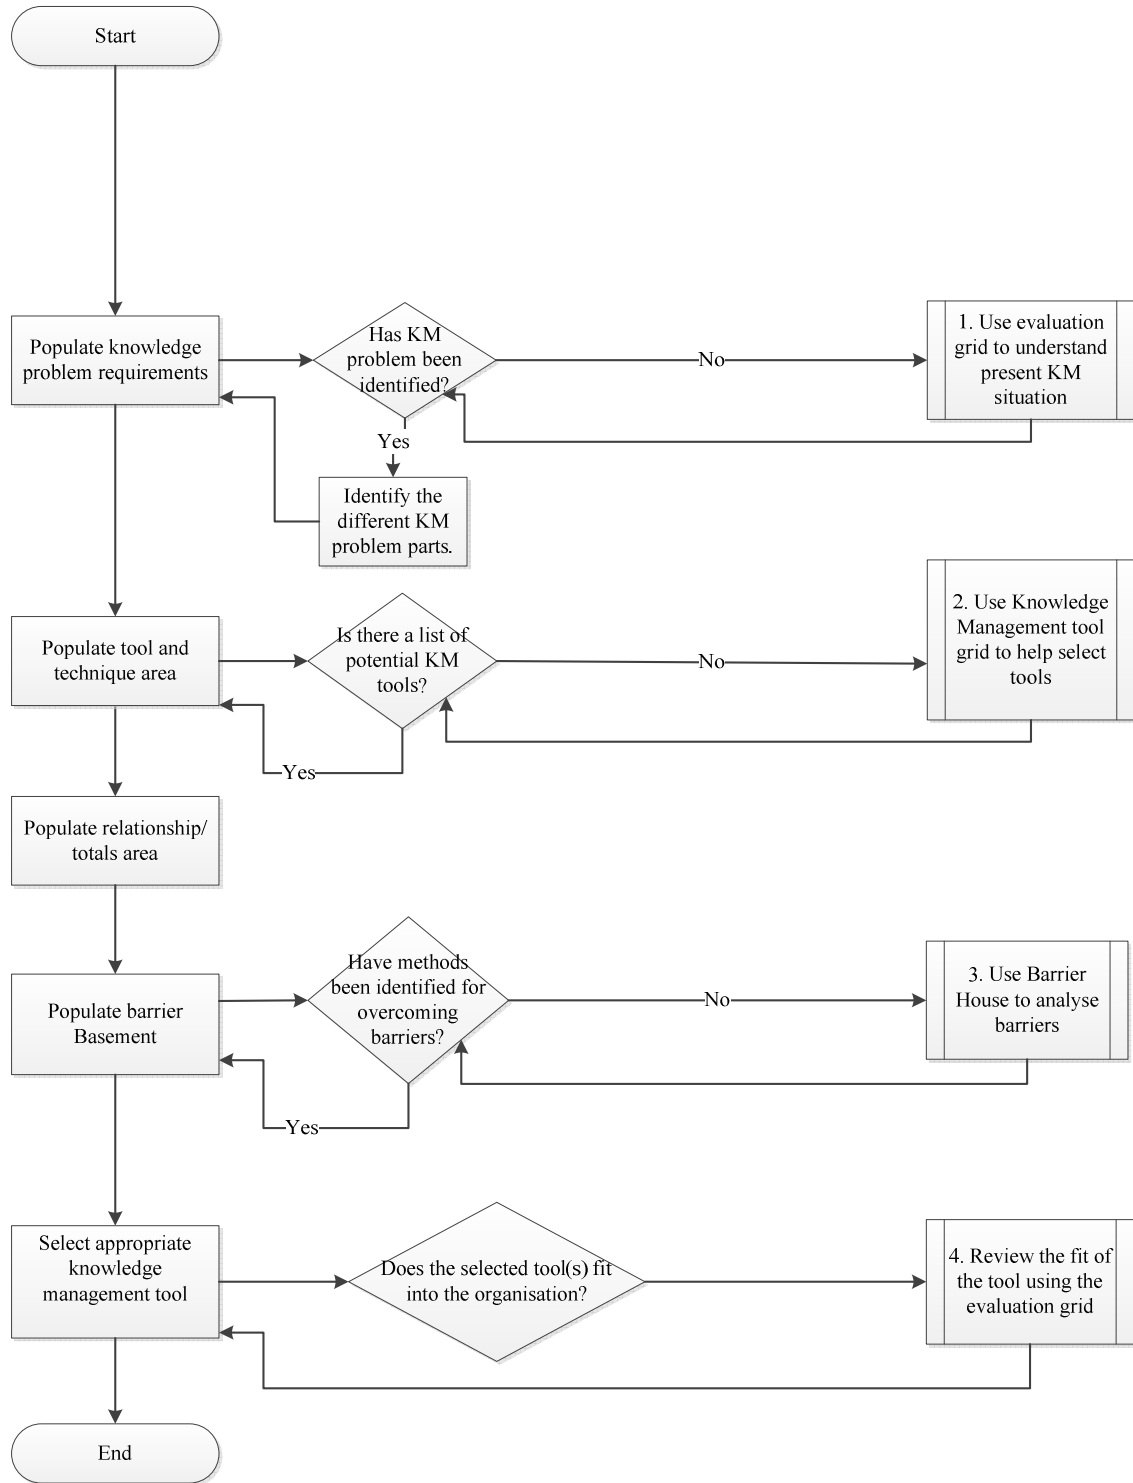 Start
Populate knowledge
problem requirements
Has KM
problem been
identified?
No
1. Use evaluation
grid to understand
present KM
situation
Yes
Identify the
different KM
problem parts.
Populate tool and
technique area
Is there a list of
potential KM
tools?
No
2. Use Knowledge
Management tool
grid to help select
tools
Yes
Populate relationship/
totals area
Populate barrier
Basement
Have methods
been identified for
overcoming
barriers?
No
3. Use Barrier
House to analyse
barriers
Yes
Select appropriate
knowledge
management tool
Does the selected tool(s) fit
into the organisation?
4. Review the fit of
the tool using the
evaluation grid
End